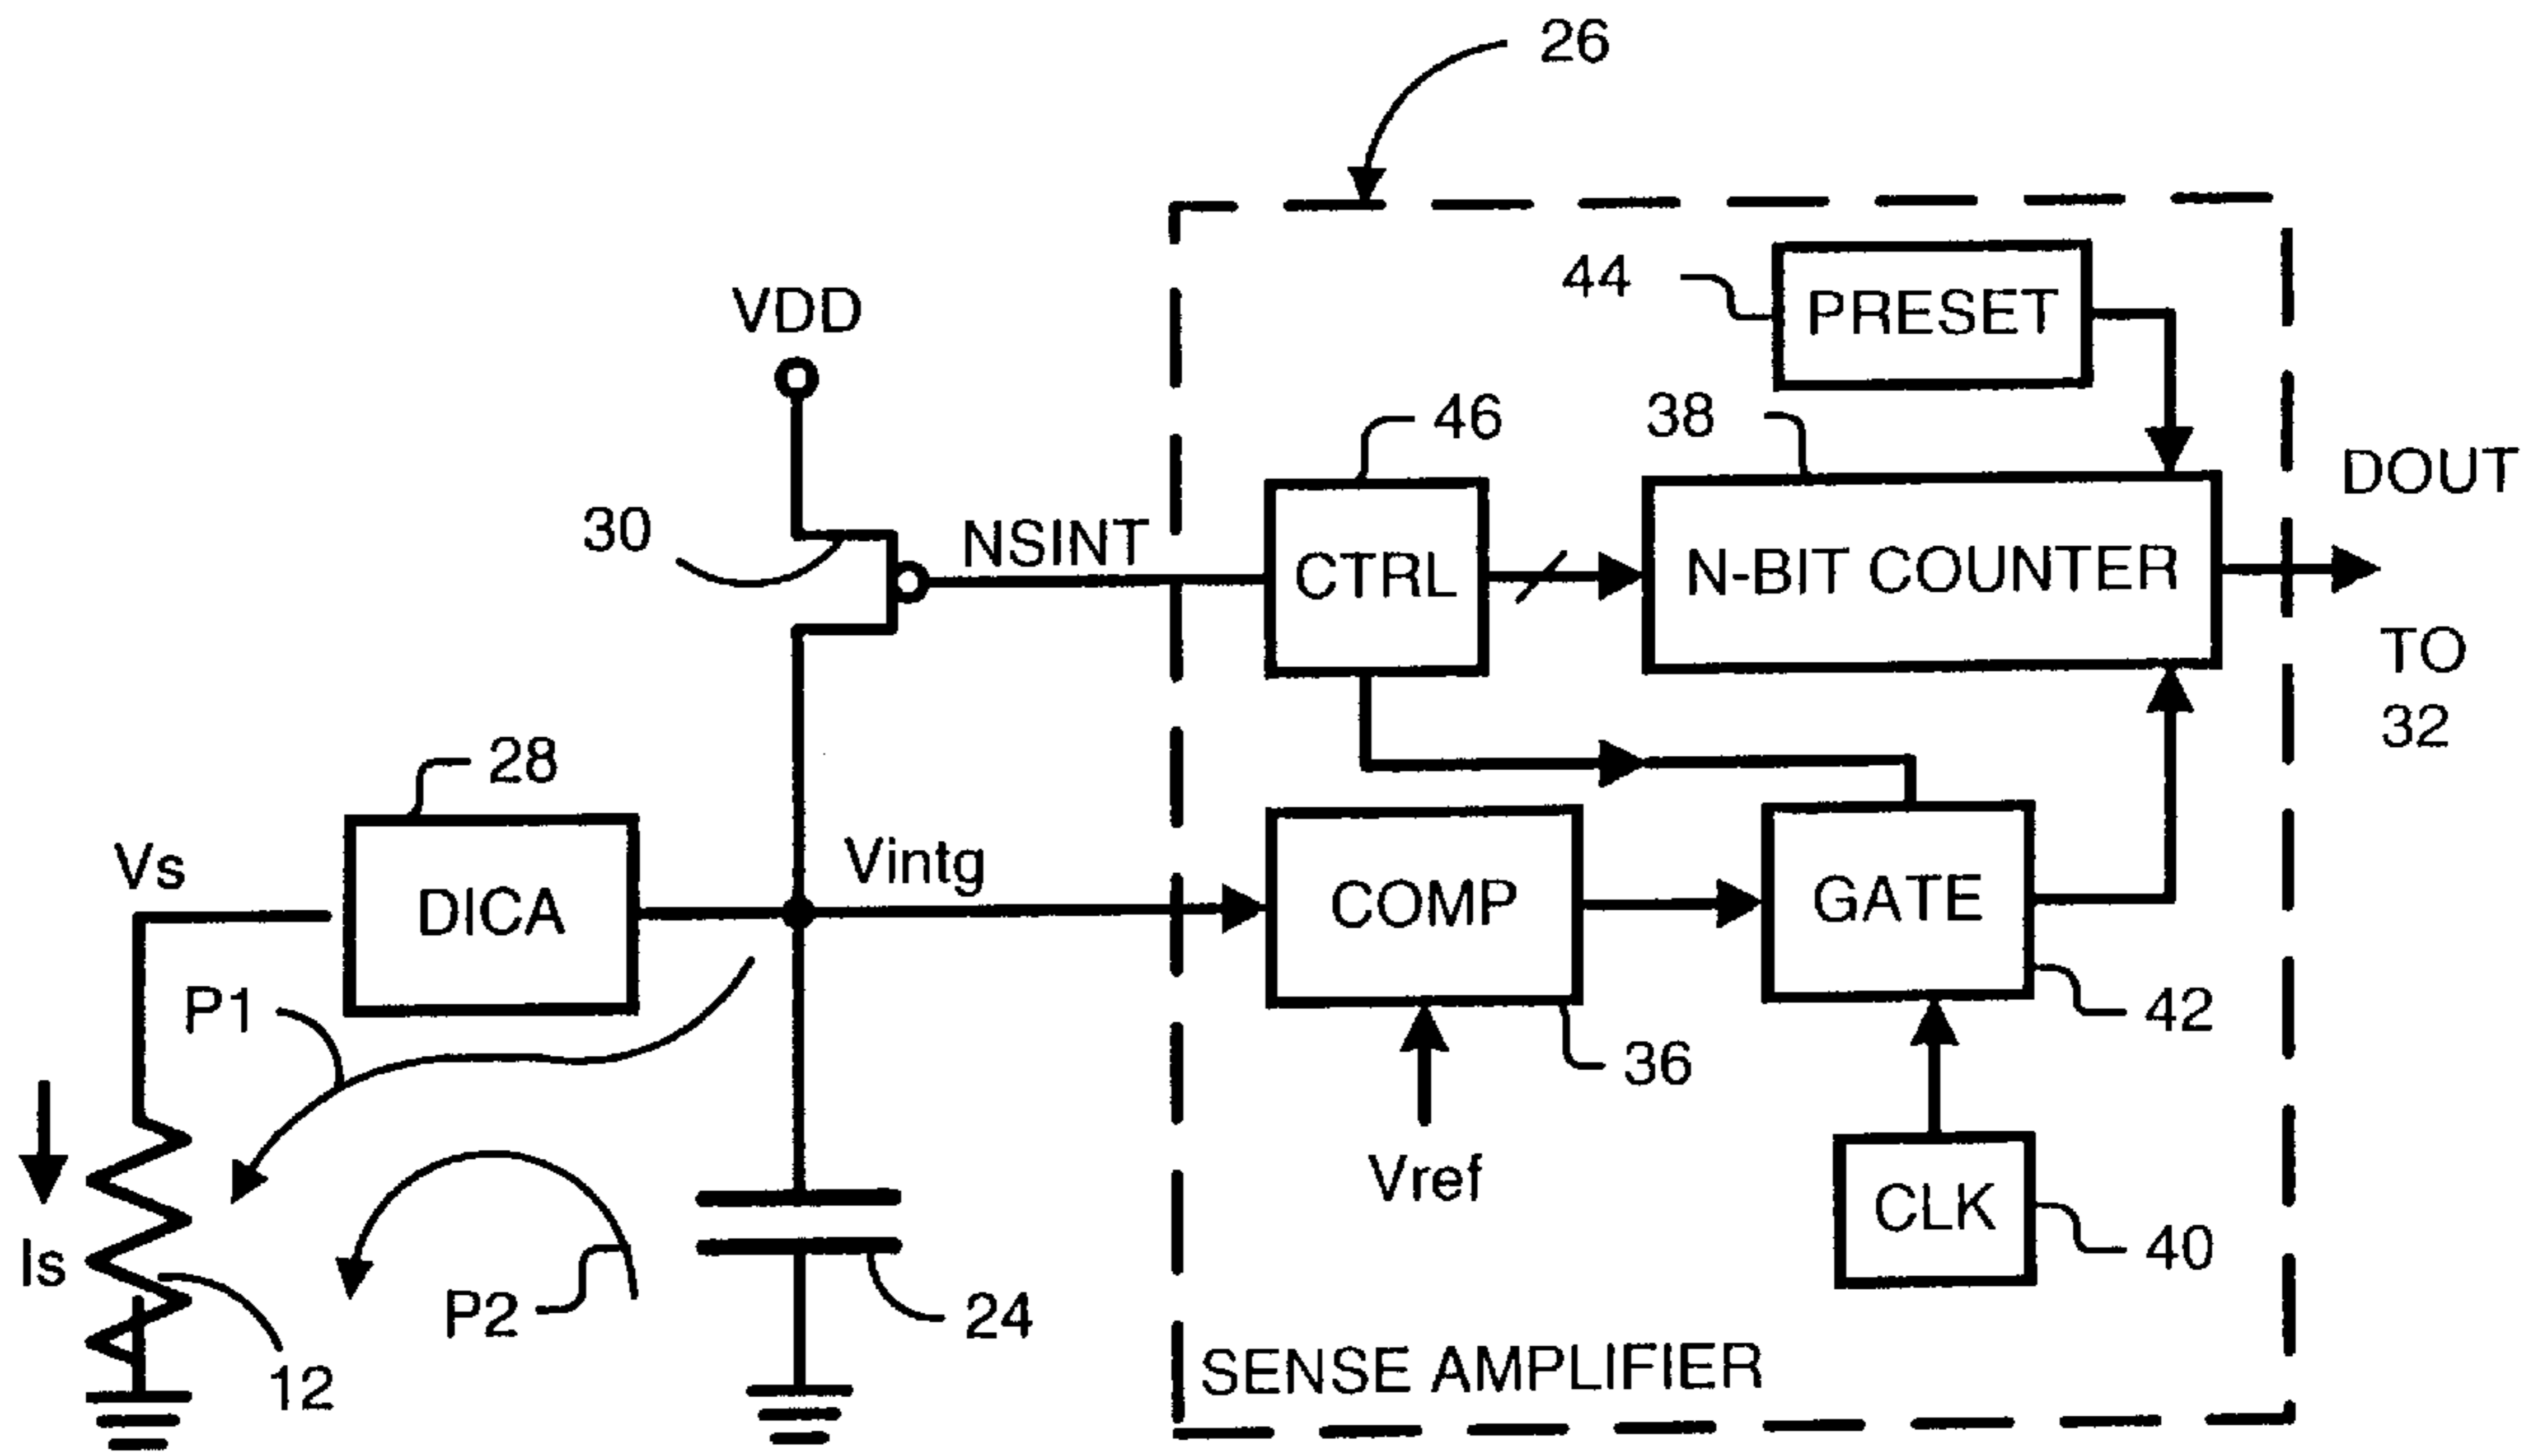 26
44
PRESET
VDD
46
38
DOUT
30
NSINT
CTRL
N-BIT COUNTER
TO
32
28
Vs
DICA
Vintg
COMP
GATE
P1
42
36
Vref
CLK
Is
P2
24
40
12
SENSE AMPLIFIER